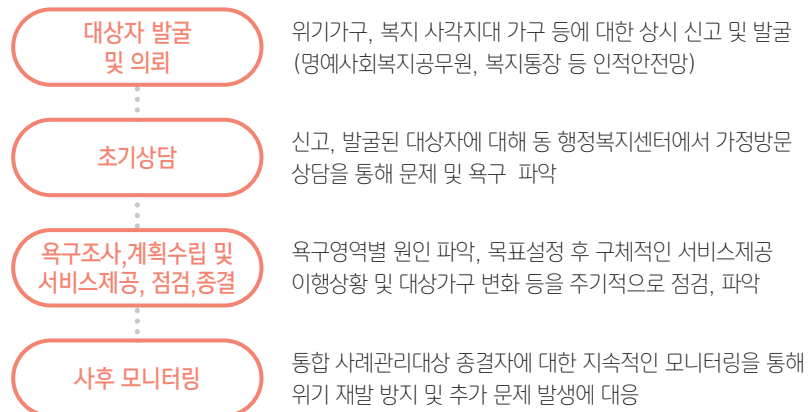 대상자 발굴
및 의뢰
위기가구, 복지 사각지대 가구 등에 대한 상시 신고 및 발굴
(명예사회복지공무원, 복지통장 등 인적안전망)
초기상담
신고, 발굴된 대상자에 대해 동 행정복지센터에서 가정방문
상담을 통해 문제 및 욕구 파악
욕구조사,계획수립 및
서비스제공, 점검,종결
욕구영역별 원인 파악, 목표설정 후 구체적인 서비스제공
이행상황 및 대상가구 변화 등을 주기적으로 점검, 파악
사후 모니터링
통합 사례관리대상 종결자에 대한 지속적인 모니터링을 통해
위기 재발 방지 및 추가 문제 발생에 대응